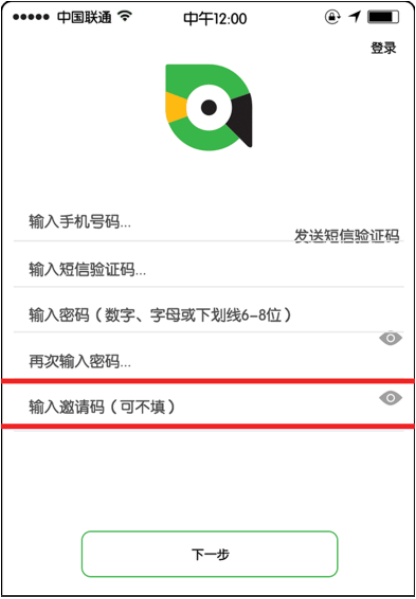 中国联通 中午12:00
登录
输入手机号码...
发送短信验证码
输入短信验证码...
输入密码（数字、字母或下划线6-8位）
再次输入密码...
输入邀请码（可不填）
下一步